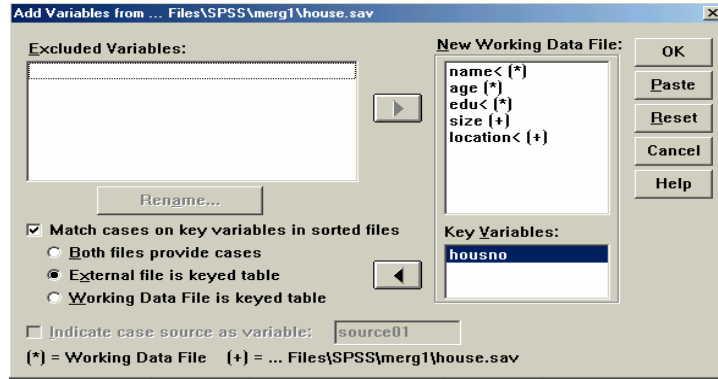 Add Variables from ... Files\SPSS\merg1\house.sav
Excluded Variables:
New Working Data File:
name< (*)
age (*)
edu< (*)
size (+)
location< (+)
OK
Paste
Reset
Cancel
Help
Rename...
Match cases on key variables in sorted files
Both files provide cases
External file is keyed table
Working Data File is keyed table
Key Variables:
housno
Indicate case source as variable: source01
(*) = Working Data File (+) = ... Files\SPSS\merg1\house.sav